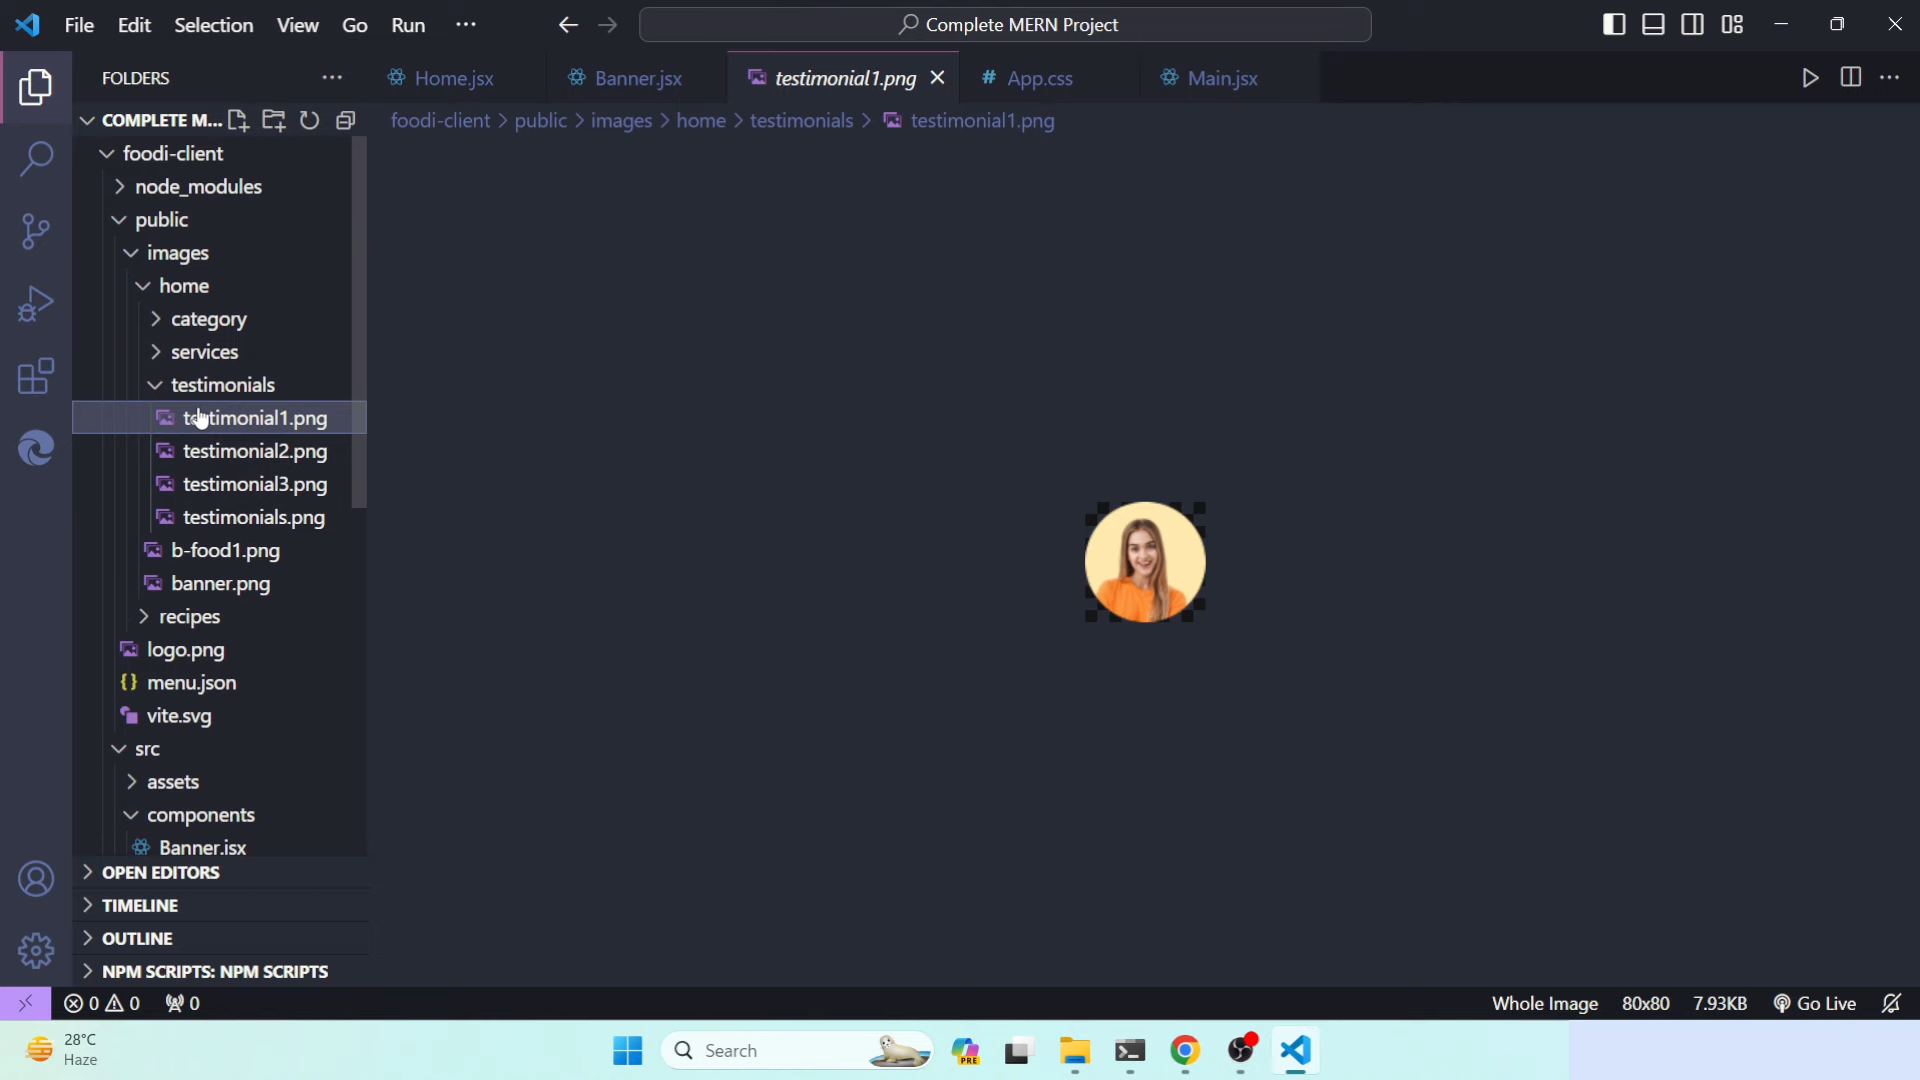 File Edit Selection View Go Run ···
Complete MERN Project
FOLDERS ···
Home.jsx Banner.jsx testimonial1.png App.css Main.jsx
COMPLETE M...
foodi-client > public > images > home > testimonials > testimonial1.png
foodi-client
node_modules
public
images
home
category
services
testimonials
testimonial1.png
testimonial2.png
testimonial3.png
testimonials.png
b-food1.png
banner.png
recipes
logo.png
{} menu.json
vite.svg
src
assets
components
Banner.jsx
OPEN EDITORS
TIMELINE
OUTLINE
NPM SCRIPTS: NPM SCRIPTS
0 0 0 Whole Image 80x80 7.93KB Go Live
28°C
Haze
Search
PRE